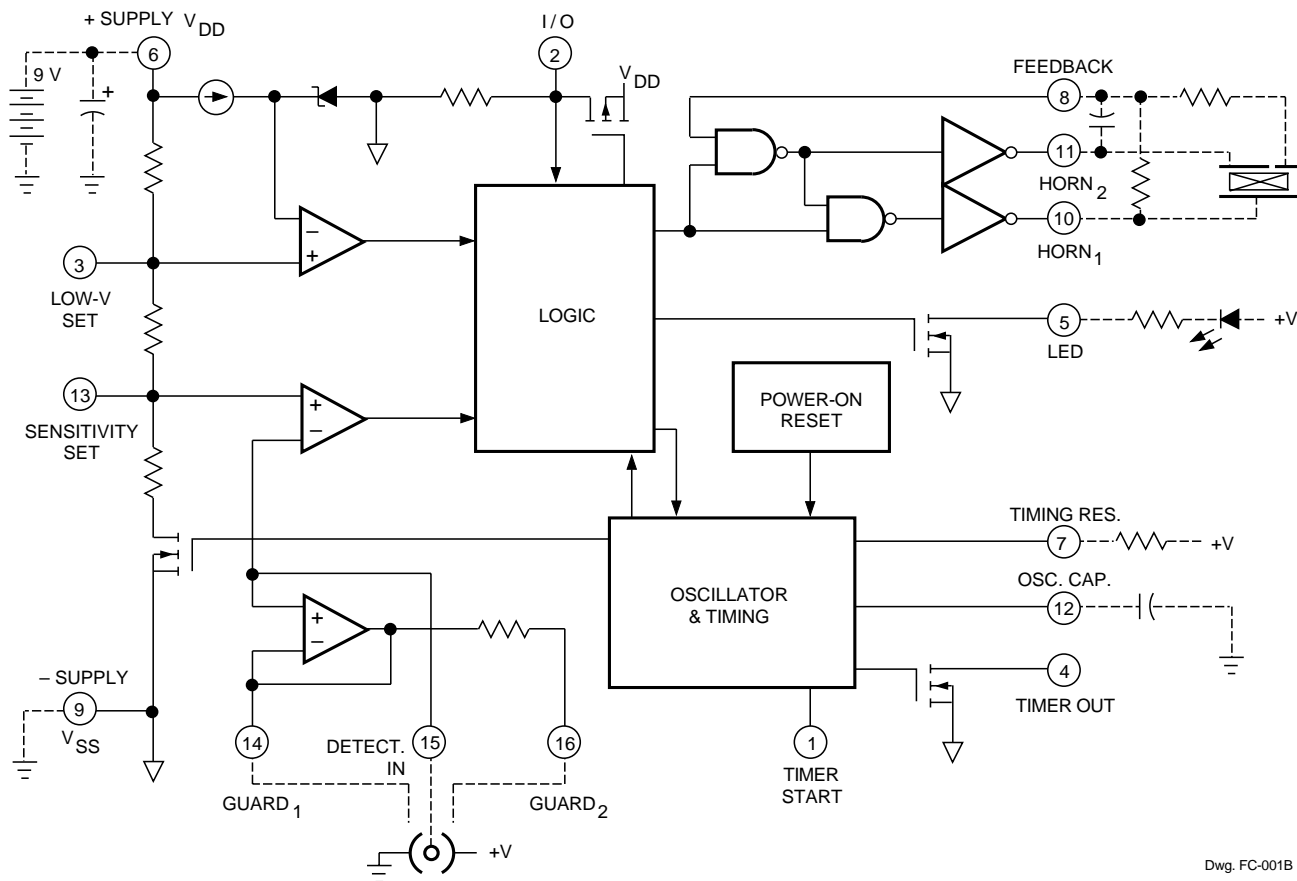 + SUPPLY V DD
6
9 V
+
I / O
2
V DD
FEEDBACK
8
11
HORN 2
10
HORN 1
–
+
3
LOW-V
SET
LOGIC
5
LED
+V
13
SENSITIVITY
SET
+
–
POWER-ON
RESET
OSCILLATOR
& TIMING
TIMING RES.
7
+V
OSC. CAP.
12
4
TIMER OUT
+
–
– SUPPLY
9
V SS
14
GUARD 1
DETECT.
IN
15
16
GUARD 2
+V
1
TIMER
START
Dwg. FC-001B